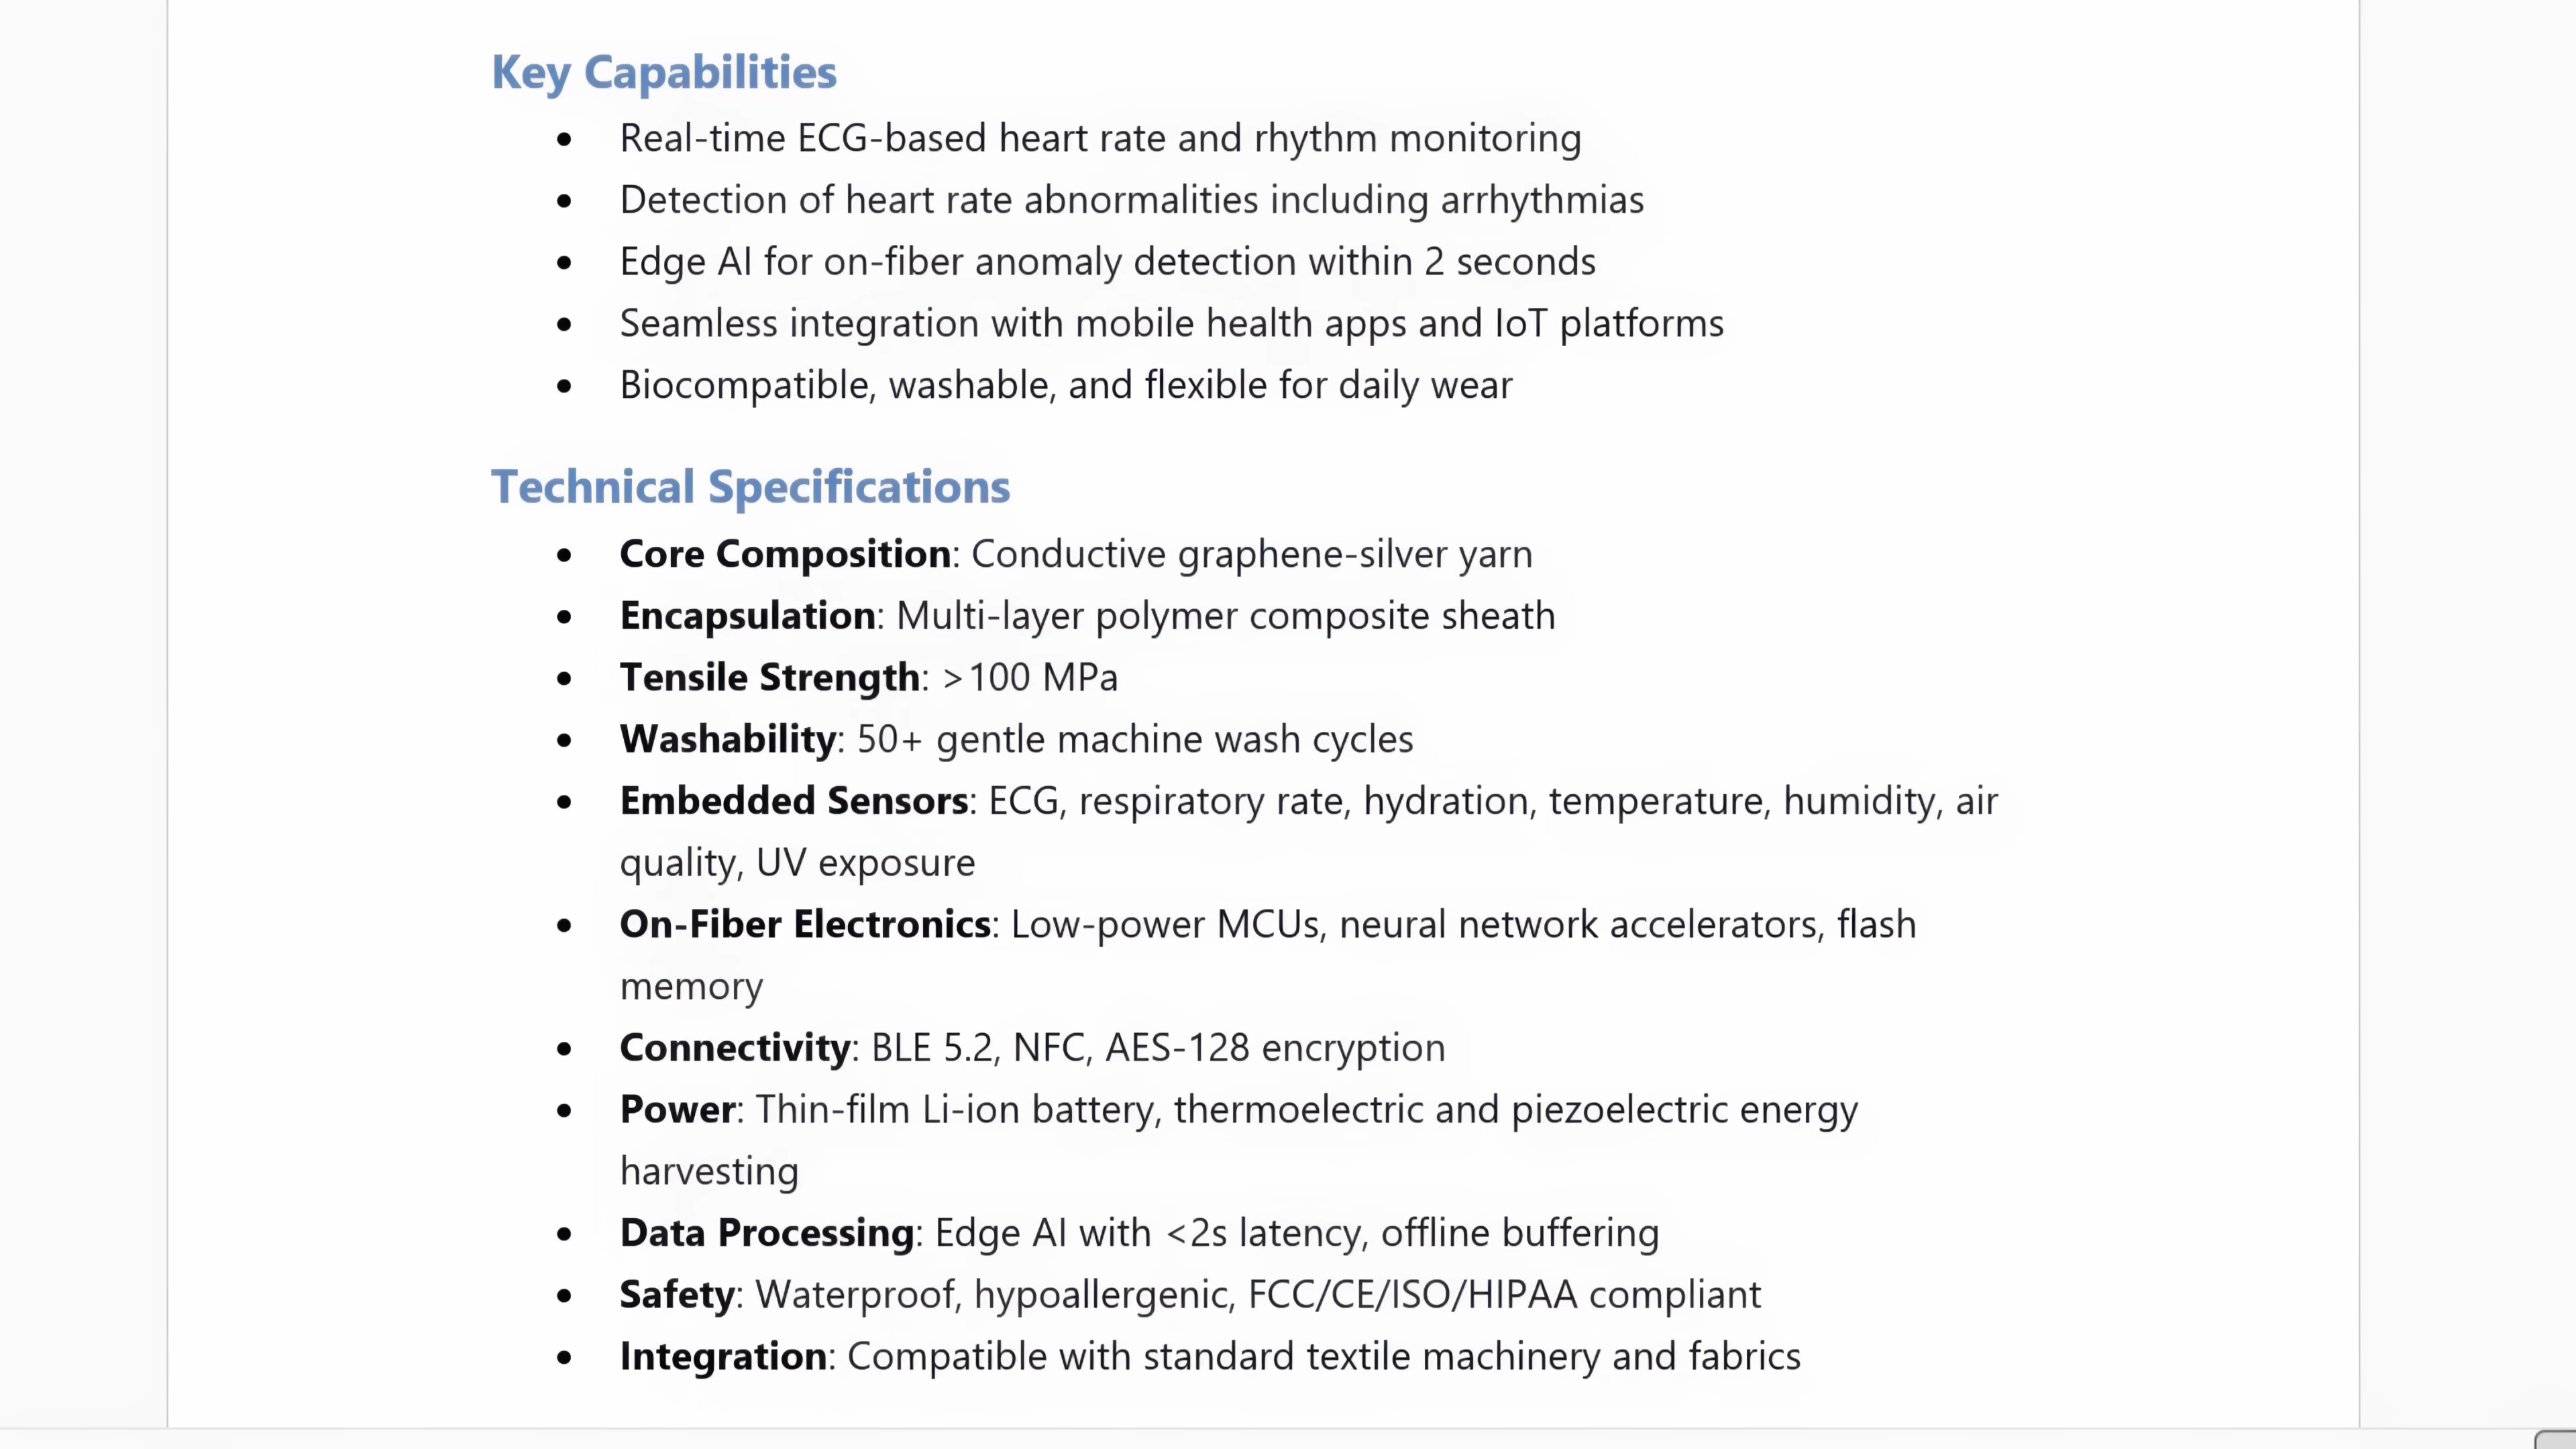 Key Capabilities
• Real-time ECG-based heart rate and rhythm monitoring
• Detection of heart rate abnormalities including arrhythmias
• Edge AI for on-fiber anomaly detection within 2 seconds
• Seamless integration with mobile health apps and IoT platforms
• Biocompatible, washable, and flexible for daily wear
Technical Specifications
• Core Composition: Conductive graphene-silver yarn
• Encapsulation: Multi-layer polymer composite sheath
• Tensile Strength: >100 MPa
• Washability: 50+ gentle machine wash cycles
• Embedded Sensors: ECG, respiratory rate, hydration, temperature, humidity, air
quality, UV exposure
• On-Fiber Electronics: Low-power MCUs, neural network accelerators, flash
memory
• Connectivity: BLE 5.2, NFC, AES-128 encryption
• Power: Thin-film Li-ion battery, thermoelectric and piezoelectric energy
harvesting
• Data Processing: Edge AI with <2s latency, offline buffering
• Safety: Waterproof, hypoallergenic, FCC/CE/ISO/HIPAA compliant
• Integration: Compatible with standard textile machinery and fabrics